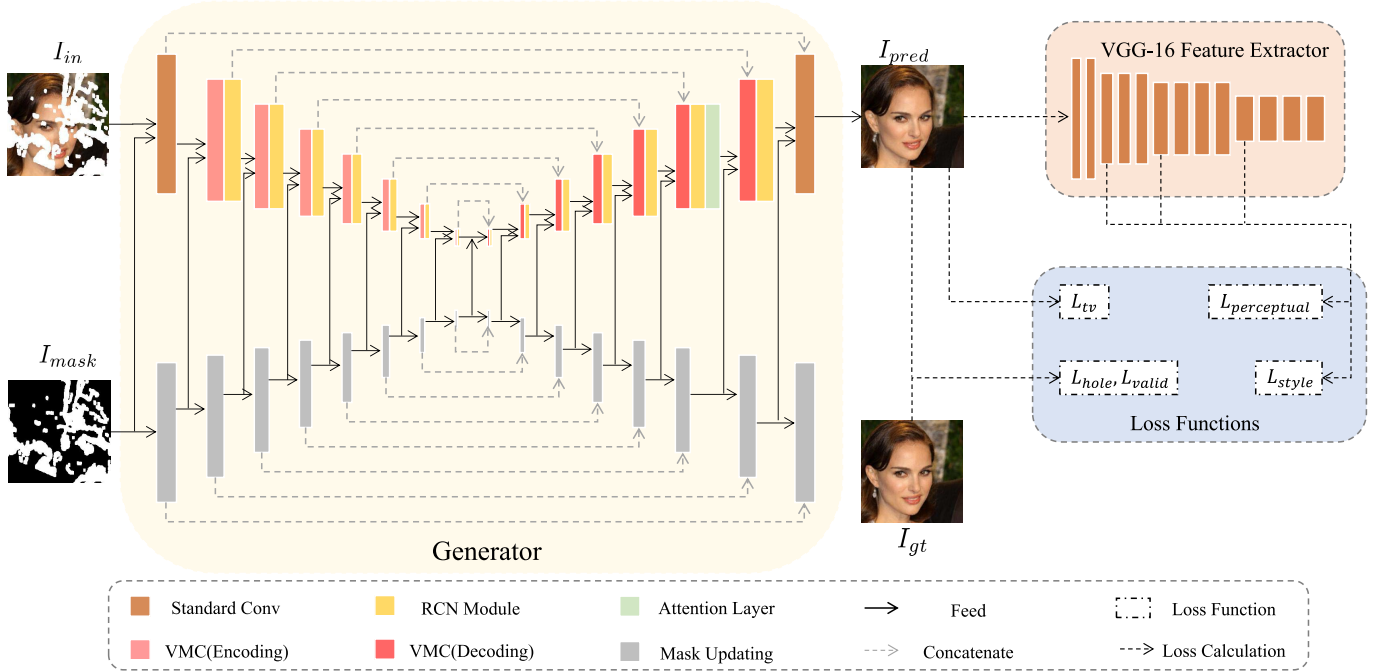 I_in
I_pred
VGG-16 Feature Extractor
I_mask
L_tv
L_perceptual
L_hole, L_valid
L_style
Loss Functions
I_gt
Generator
Standard Conv
RCN Module
Attention Layer
Feed
Loss Function
VMC(Encoding)
VMC(Decoding)
Mask Updating
Concatenate
Loss Calculation